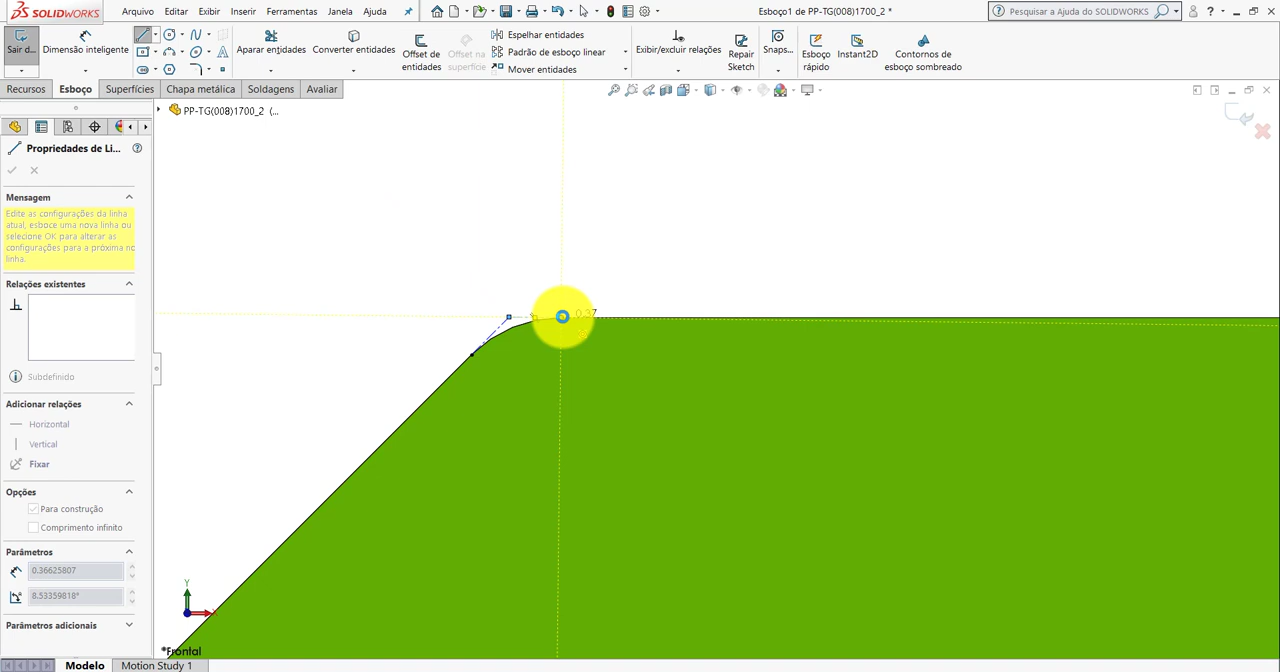 SOLIDWORKS
Arquivo Editar Exibir Inserir Ferramentas Janela Ajuda
Esboço1 de PP-TG(008)1700_2 *
Pesquisar a Ajuda do SOLIDWORKS
Sair d...
Dimensão inteligente
Aparar entidades
Converter entidades
Offset de
entidades
Offset na
superfície
Espelhar entidades
Padrão de esboço linear
Mover entidades
Exibir/excluir relações
Repair
Sketch
Snaps...
Esboço
rápido
Instant2D
Contornos de
esboço sombreado
Recursos Esboço Superfícies Chapa metálica Soldagens Avaliar
PP-TG(008)1700_2 (...
Propriedades de Li...
Mensagem
Edite as configurações da linha
atual, esboce uma nova linha ou
selecione OK para alterar as
configurações para a próxima no
linha.
Relações existentes
Subdefinido
Adicionar relações
Horizontal
Vertical
Fixar
Opções
Para construção
Comprimento infinito
Parâmetros
0.36625807
8.53359818°
Parâmetros adicionais
0.37
Y
*Frontal
Modelo Motion Study 1